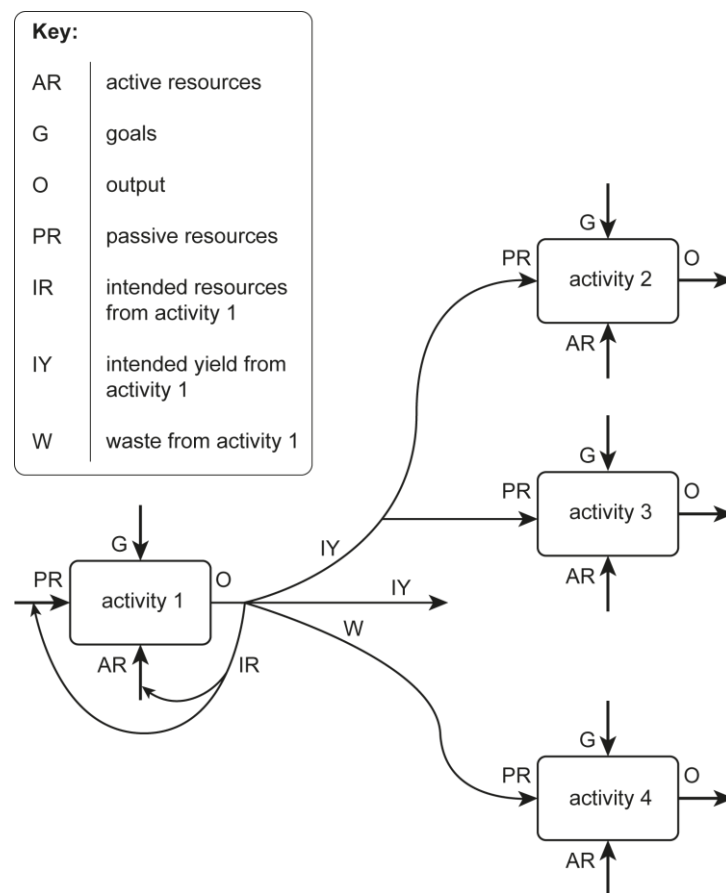 Key:
AR active resources
G goals
O output
PR passive resources
IR intended resources
from activity 1
IY intended yield from
activity 1
W waste from activity 1
G
PR O
activity 2
AR
G
PR O
activity 3
AR
IY
G
PR O
activity 1
IY
W
AR IR
G
PR O
activity 4
AR